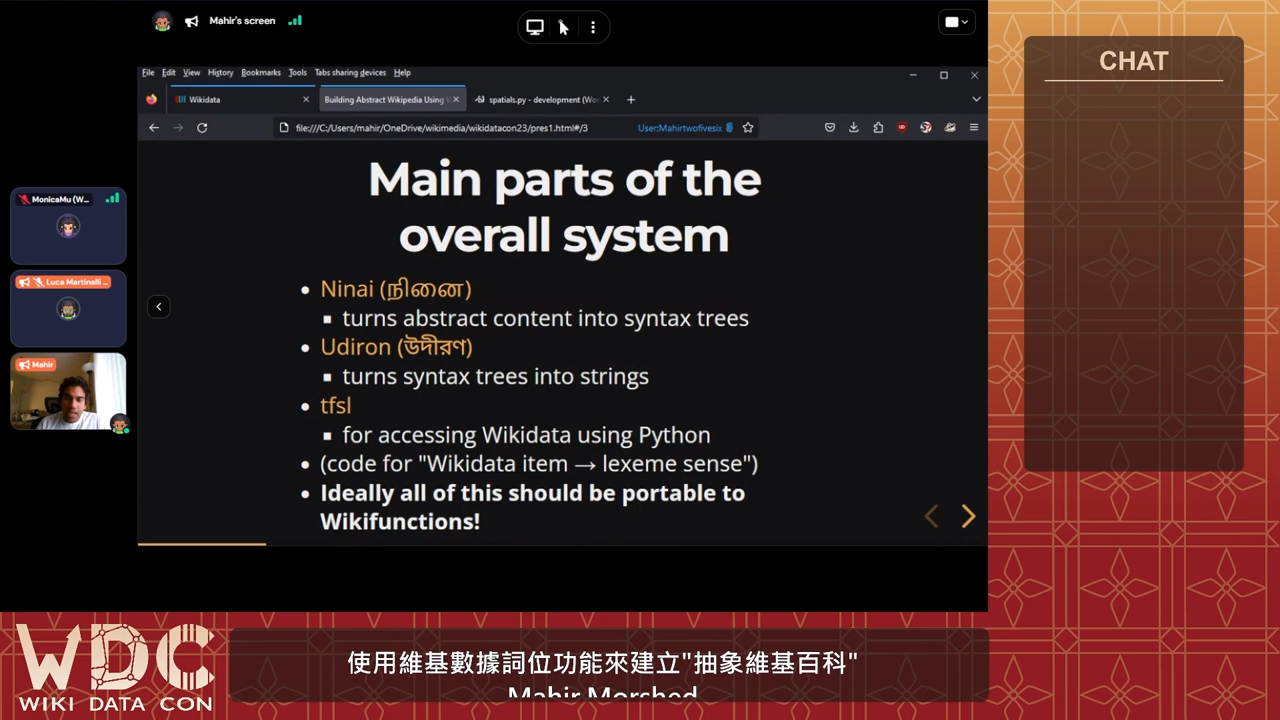 Mahir's screen
CHAT
File Edit View History Bookmarks Tools Tabs sharing devices Help
Wikidata
Building Abstract Wikipedia Using
spatials.py - development (Wo
file:///C:/Users/mahir/OneDrive/wikimedia/wikidatacon23/pres1.html#/3
User:Mahirtwofivesix
Main parts of the
overall system
MonicaMu (W...
Luca Martinelli ...
Mahir
Ninai (நினை)
turns abstract content into syntax trees
Udiron (উদীরণ)
turns syntax trees into strings
tfsl
for accessing Wikidata using Python
(code for "Wikidata item → lexeme sense")
Ideally all of this should be portable to
Wikifunctions!
WDC
WIKI DATA CON
使用維基數據詞位功能來建立"抽象維基百科"
Mahir Morshed